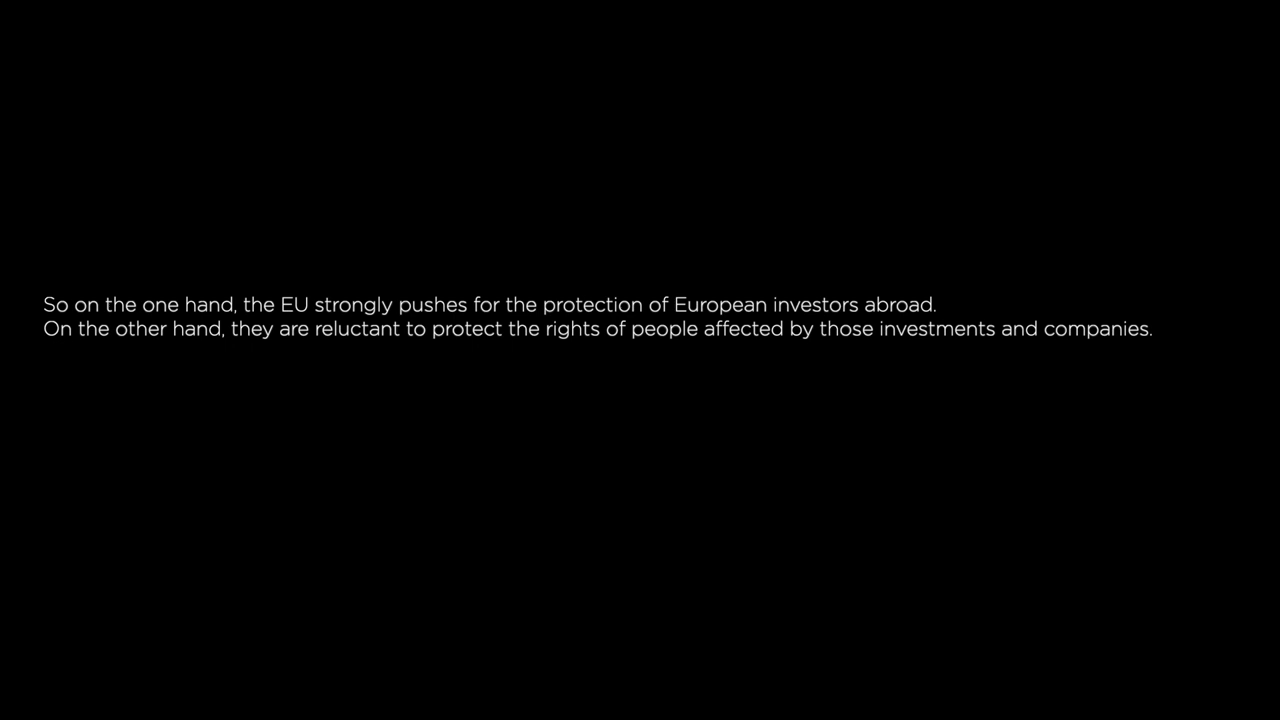 So on the one hand, the EU strongly pushes for the protection of European investors abroad.
On the other hand, they are reluctant to protect the rights of people affected by those investments and companies.